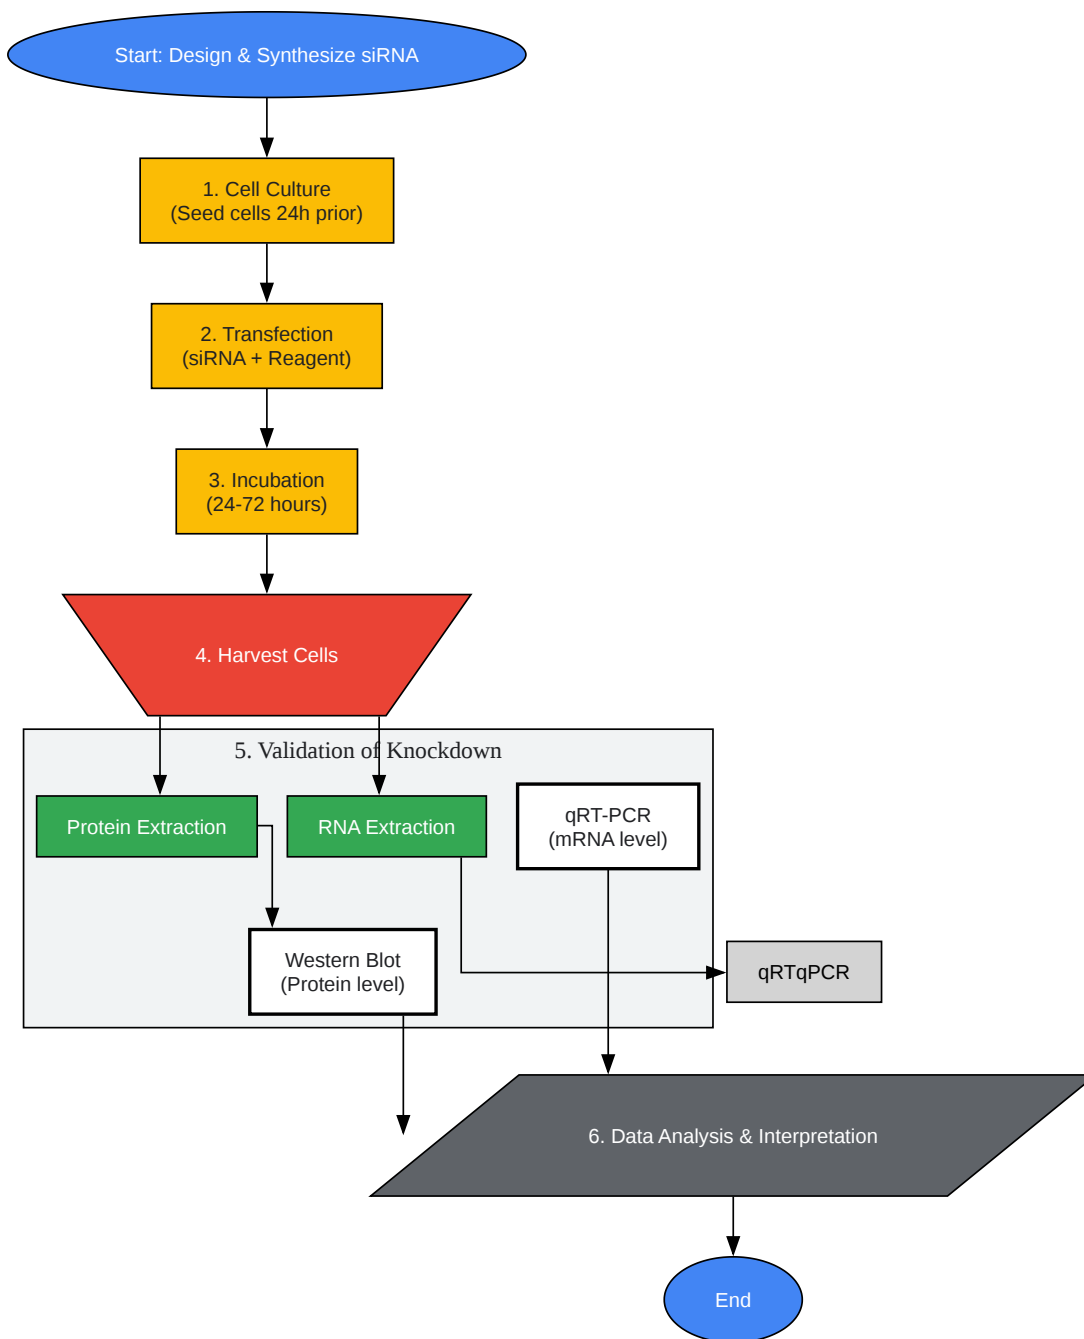 Start: Design & Synthesize siRNA
1. Cell Culture
(Seed cells 24h prior)
2. Transfection
(siRNA + Reagent)
3. Incubation
(24-72 hours)
4. Harvest Cells
5. Validation of Knockdown
Protein Extraction
RNA Extraction
qRT-PCR
(mRNA level)
Western Blot
(Protein level)
qRTqPCR
6. Data Analysis & Interpretation
End